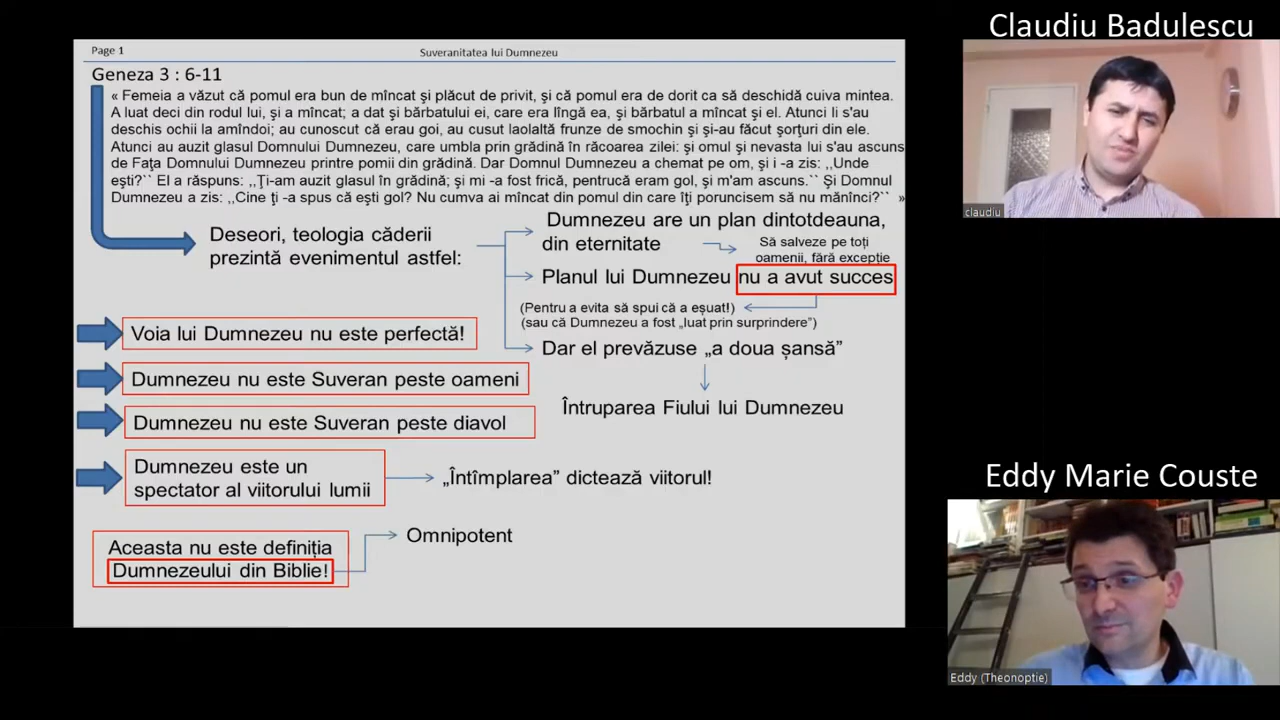 Claudiu Badulescu
Page 1
Suveranitatea lui Dumnezeu
Geneza 3 : 6-11
« Femeia a văzut că pomul era bun de mîncat şi plăcut de privit, şi că pomul era de dorit ca să deschidă cuiva mintea.
A luat deci din rodul lui, şi a mîncat; a dat şi bărbatului ei, care era lîngă ea, şi bărbatul a mîncat şi el. Atunci li s'au
deschis ochii la amîndoi; au cunoscut că erau goi, au cusut laolaltă frunze de smochin şi şi-au făcut şorţuri din ele.
Atunci au auzit glasul Domnului Dumnezeu, care umbla prin grădină în răcoarea zilei: şi omul şi nevasta lui s'au ascuns
de Faţa Domnului Dumnezeu printre pomii din grădină. Dar Domnul Dumnezeu a chemat pe om, şi i -a zis: ,,Unde
eşti?`` El a răspuns: ,,Ţi-am auzit glasul în grădină; şi mi -a fost frică, pentrucă eram gol, şi m'am ascuns.`` Şi Domnul
Dumnezeu a zis: ,,Cine ţi -a spus că eşti gol? Nu cumva ai mîncat din pomul din care îţi poruncisem să nu mănînci?`` »
claudiu
Deseori, teologia căderii
prezintă evenimentul astfel:
Dumnezeu are un plan dintotdeauna,
din eternitate
Să salveze pe toți
oamenii, fără excepție
Planul lui Dumnezeu nu a avut succes
(Pentru a evita să spui că a eșuat!)
(sau că Dumnezeu a fost „luat prin surprindere”)
Dar el prevăzuse „a doua șansă”
Întruparea Fiului lui Dumnezeu
Voia lui Dumnezeu nu este perfectă!
Dumnezeu nu este Suveran peste oameni
Dumnezeu nu este Suveran peste diavol
Dumnezeu este un
spectator al viitorului lumii
„Întîmplarea” dictează viitorul!
Aceasta nu este definiția
Dumnezeului din Biblie!
Omnipotent
Eddy Marie Couste
Eddy (Theonoptie)